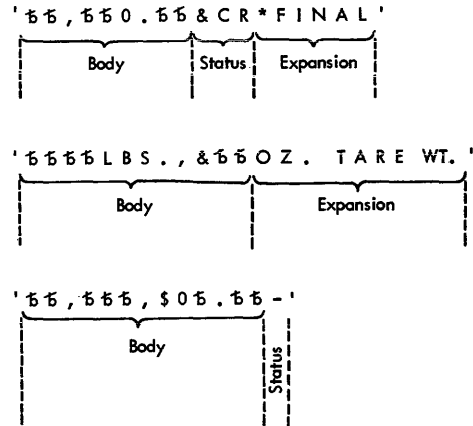 'ƀƀ,ƀƀ0.ƀƀ&CR*FINAL'
Body Status Expansion
'ƀƀƀƀLBS.,&ƀƀOZ. TARE WT.'
Body Expansion
'ƀƀ,ƀƀƀ,$0ƀ.ƀƀ-'
Body Status